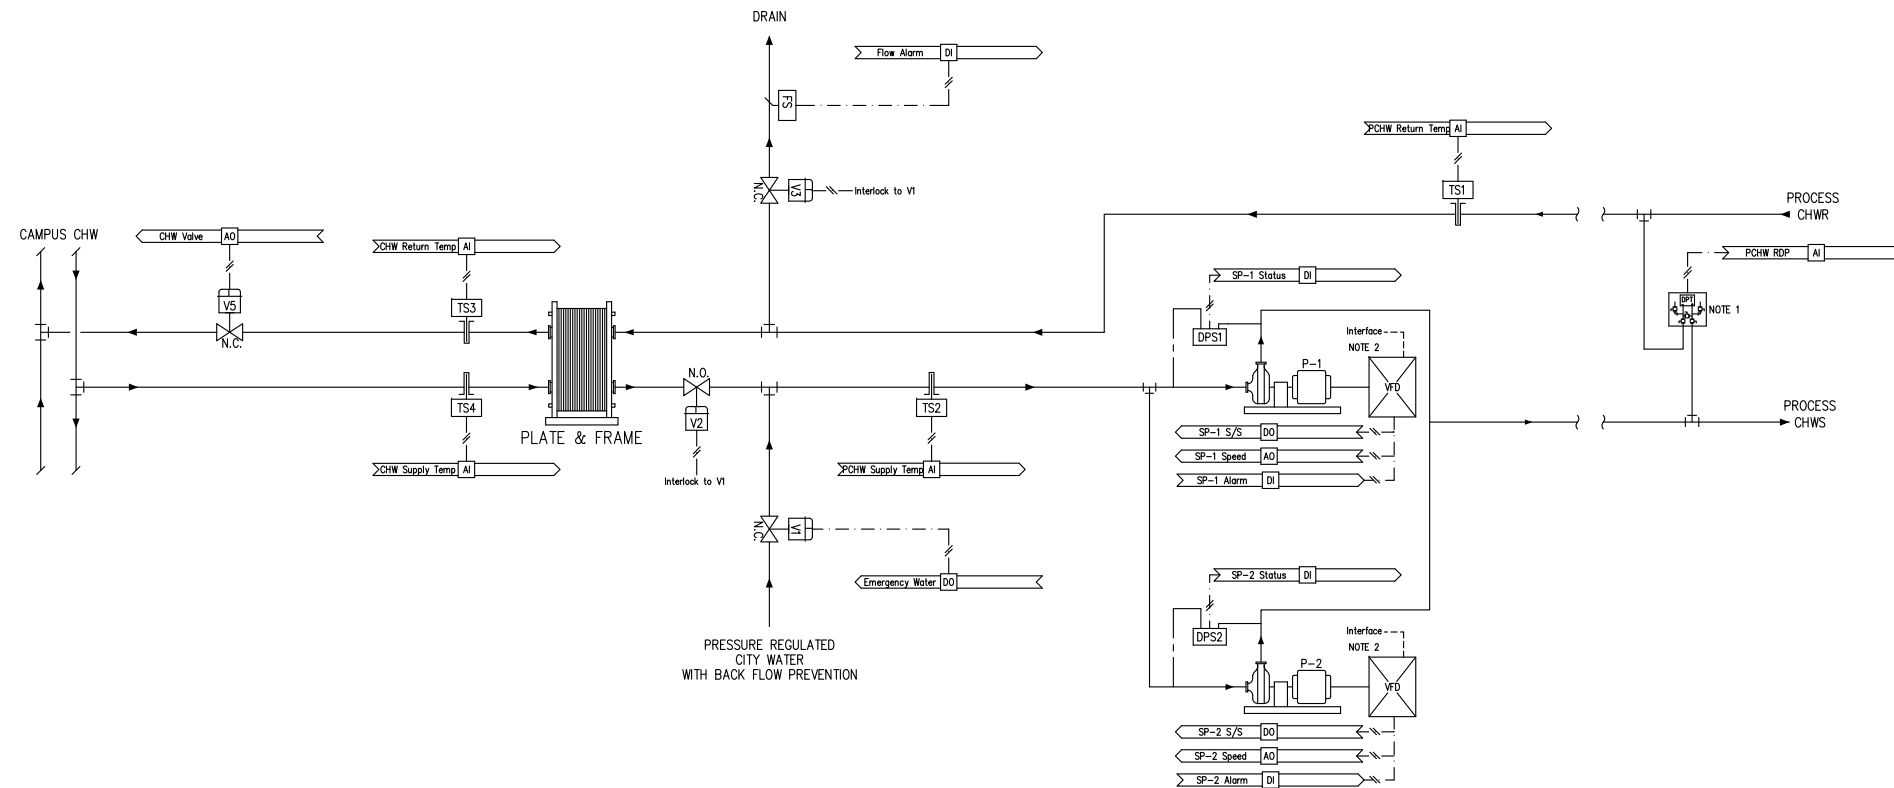 DRAIN
Flow Alarm DI
FS
PCHW Return Temp AI
TS1
N.C.
V3
Interlock to V1
PROCESS
CHWR
CAMPUS CHW
CHW Valve AO
CHW Return Temp AI
PCHW RDP AI
SP-1 Status DI
V5
TS3
DPT
NOTE 1
N.C.
DPS1
Interface
NOTE 2
P-1
VFD
N.O.
TS4
V2
TS2
PROCESS
CHWS
PLATE & FRAME
SP-1 S/S DO
SP-1 Speed AO
CHW Supply Temp AI
PCHW Supply Temp AI
Interlock to V1
SP-1 Alarm DI
N.C.
V1
Emergency Water DO
SP-2 Status DI
DPS2
Interface
NOTE 2
PRESSURE REGULATED
CITY WATER
WITH BACK FLOW PREVENTION
P-2
VFD
SP-2 S/S DO
SP-2 Speed AO
SP-2 Alarm DI